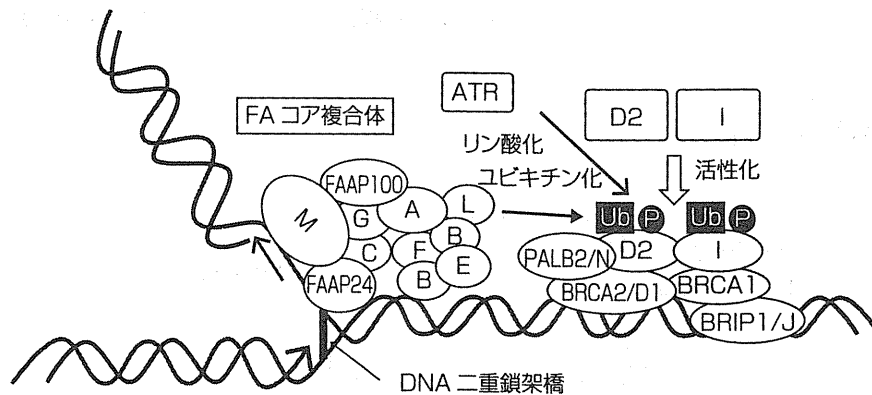 ATR
FA コア複合体
D2
I
リン酸化
ユビキチン化
活性化
FAAP100
M
G
A
L
C
F
B
E
B
FAAP24
Ub
P
Ub
P
D2
I
PALB2/N
BRCA2/D1
BRCA1
BRIP1/J
DNA 二重鎖架橋